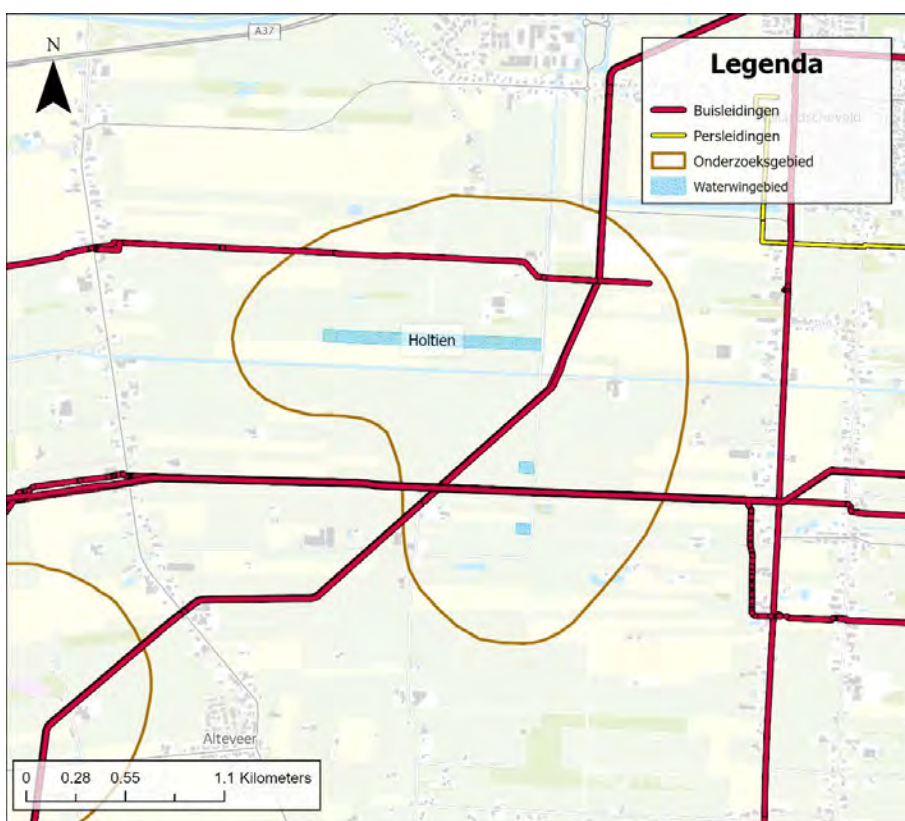 A37
N
Legenda
Buisleidingen
Persleidingen
Onderzoeksgebied
Waterwingebied
Holtien
Alteveer
0 0.28 0.55 1.1 Kilometers